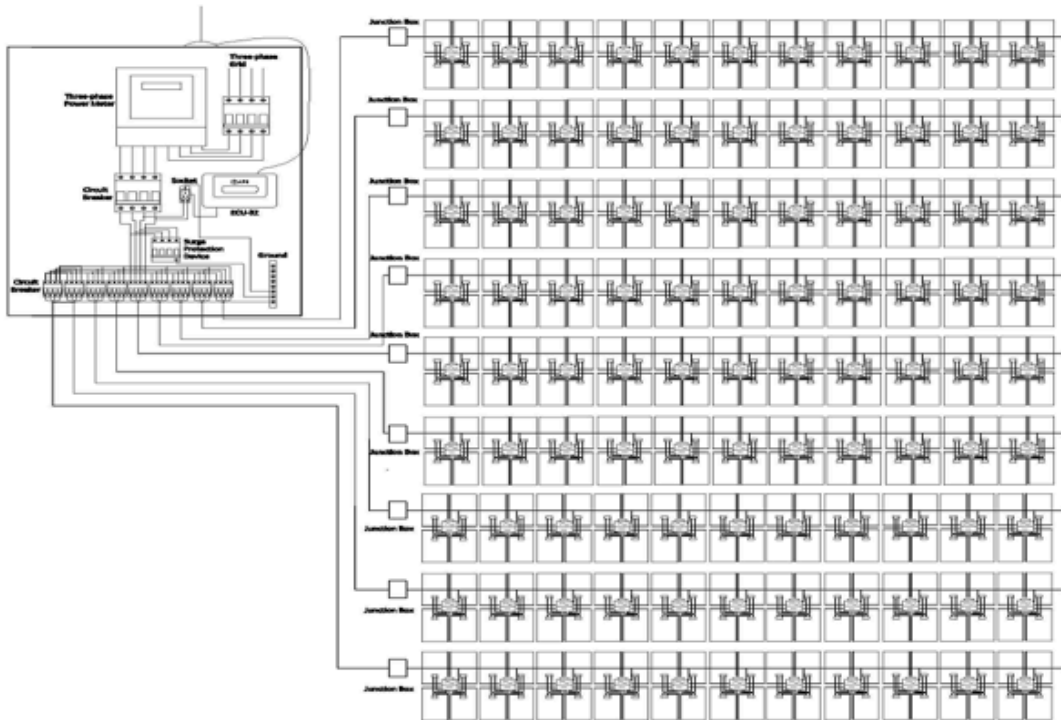 Junction Box
Three-phase
Grid
Three-phase
Power Meter
Junction Box
Circuit
Breaker
Socket
ECU-R2
Junction Box
Surge
Protection
Device
Ground
Junction Box
Circuit
Breaker
Junction Box
Junction Box
Junction Box
Junction Box
Junction Box